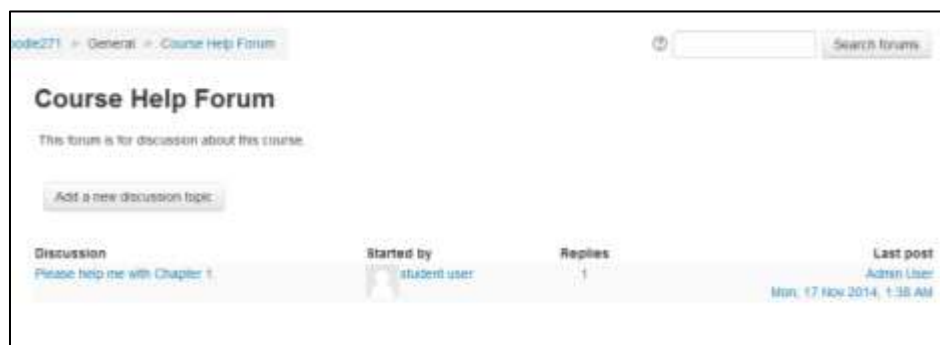 oodle271 > General > Course Help Forum
Search forums
Course Help Forum
This forum is for discussion about this course.
Add a new discussion topic
Discussion Started by Replies Last post
Please help me with Chapter 1. student user 1 Admin User
Mon, 17 Nov 2014, 1:38 AM